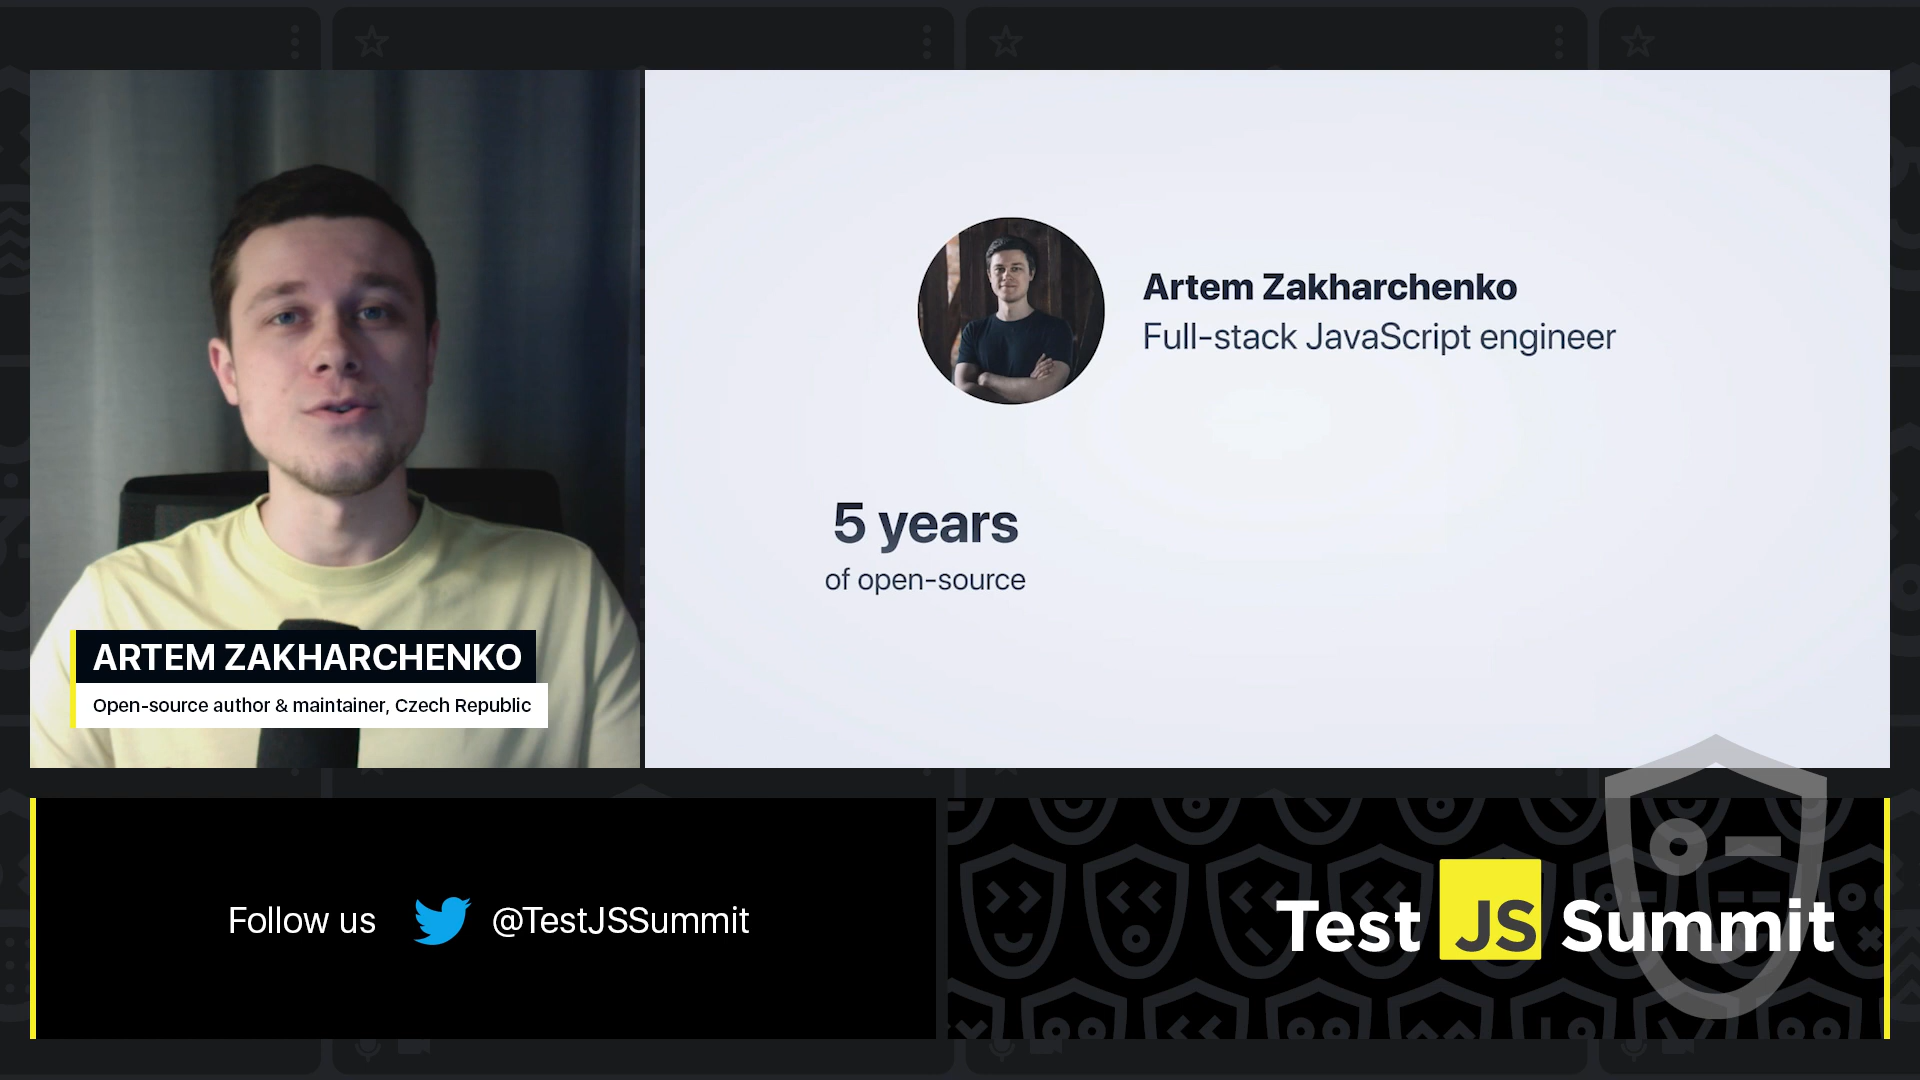 ARTEM ZAKHARCHENKO
Open-source author & maintainer, Czech Republic
Artem Zakharchenko
Full-stack JavaScript engineer
5 years
of open-source
Follow us @TestJSSummit
Test JS Summit